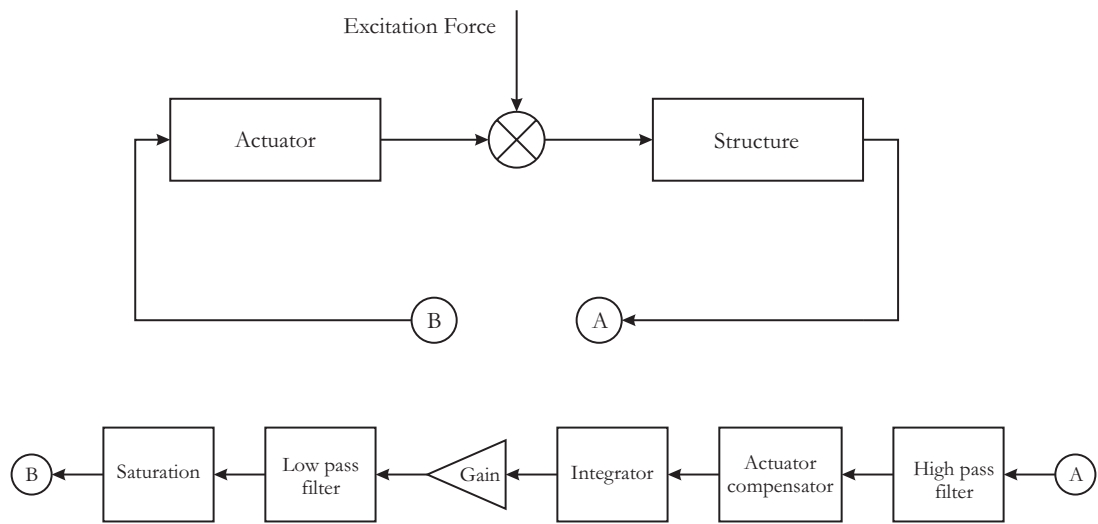 Excitation Force
Actuator
Structure
B
A
B
Saturation
Low pass
filter
Gain
Integrator
Actuator
compensator
High pass
filter
A